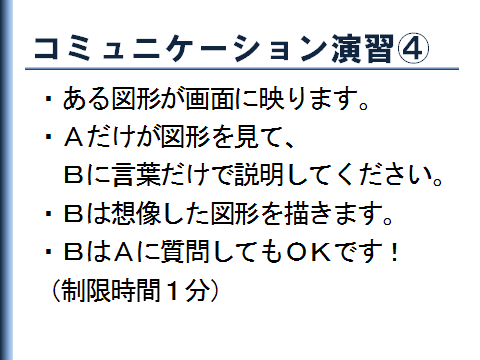 コミュニケーション演習④
・ある図形が画面に映ります。
・Ａだけが図形を見て、
Ｂに言葉だけで説明してください。
・Ｂは想像した図形を描きます。
・ＢはＡに質問してもＯＫです！
（制限時間１分）